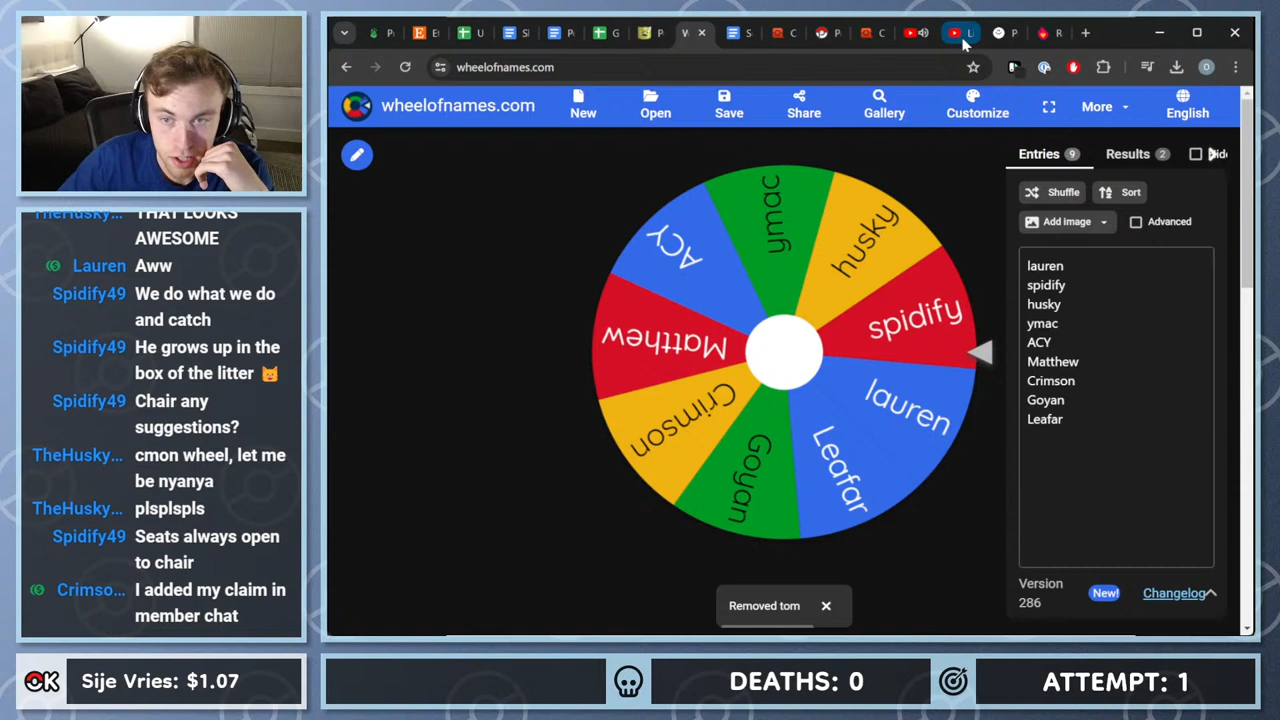 wheelofnames.com
wheelofnames.com
New
Open
Save
Share
Gallery
Customize
More
English
Entries 9
Results 2
Shuffle
Sort
Add image
Advanced
lauren
spidify
husky
ymac
ACY
Matthew
Crimson
Goyan
Leafar
Version 286
New!
Changelog
ymac
husky
spidify
lauren
Leafar
Goyan
Crimson
Matthew
ACY
Removed tom
TheHusky… THAT LOOKS
AWESOME
Lauren Aww
Spidify49 We do what we do
and catch
Spidify49 He grows up in the
box of the litter
Spidify49 Chair any
suggestions?
TheHusky… cmon wheel, let me
be nyanya
TheHusky… plsplspls
Spidify49 Seats always open
to chair
Crimso… I added my claim in
member chat
OK
Sije Vries: $1.07
DEATHS: 0
ATTEMPT: 1